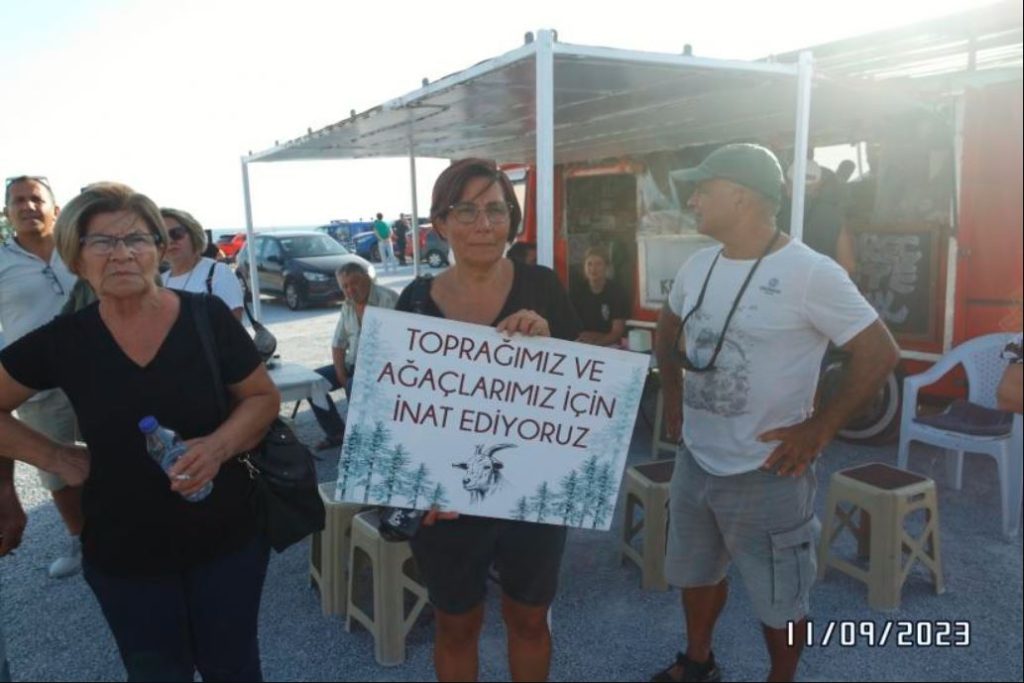 TOPRAĞIMIZ VE
AĞAÇLARIMIZ İÇİN
İNAT EDİYORUZ
11/09/2023